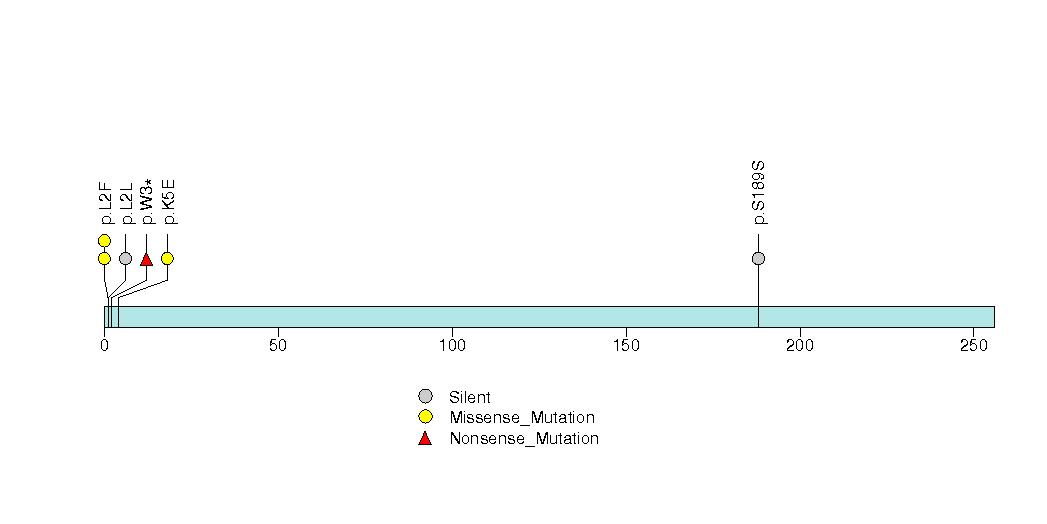 p.L2F
p.L2L
p.W3*
p.K5E
p.S189S
0 50 100 150 200 250
Silent
Missense_Mutation
Nonsense_Mutation